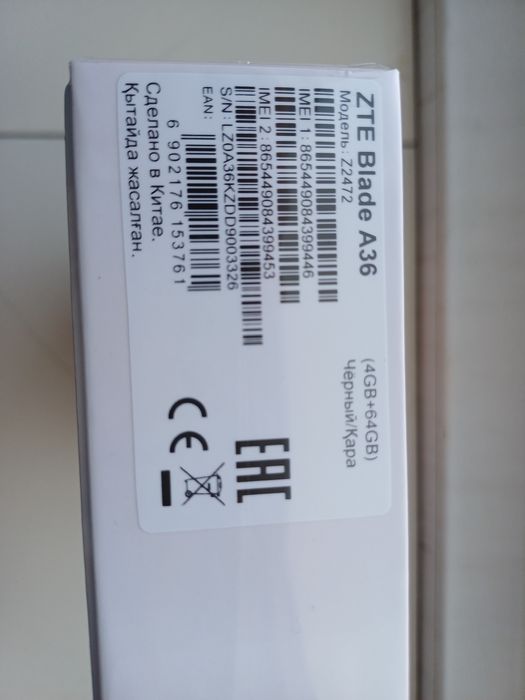 ZTE Blade A36
(4GB+64GB)
Модель: Z2472
Чёрный/Қара
IMEI 1: 865449084399446
IMEI 2: 865449084399453
S/N: LZ0A36KZDD9003326
EAN:
6 902176 153761
Сделано в Китае.
Қытайда жасалған.
EAC
CE